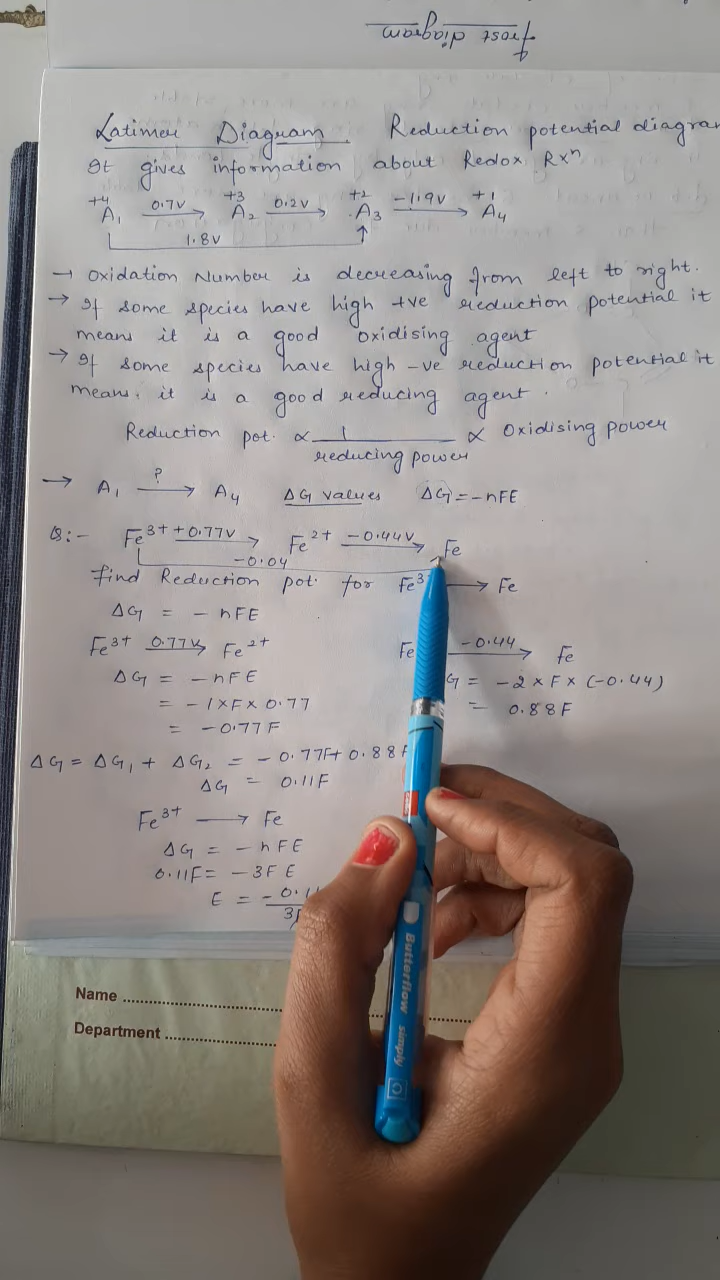 frost diagram
Latimer Diagram. Reduction potential diagram
It gives information about Redox Rxⁿ
+4 +3 +2 +1
A₁ 0.7V→ A₂ 0.2V→ A₃ -1.9V→ A₄
1.8V
→ Oxidation Number is decreasing from left to right.
→ If some species have high +ve reduction potential it
means it is a good oxidising agent
→ If some species have high -ve reduction potential it
means it is a good reducing agent.
Reduction pot. ∝ 1/reducing power ∝ Oxidising power
→ A₁ ?→ A₄ ΔG values ΔG = -nFE
Q:- Fe³⁺ +0.77V→ Fe²⁺ -0.44V→ Fe
-0.04
find Reduction pot. for Fe³ → Fe
ΔG = -nFE
Fe³⁺ 0.77V→ Fe²⁺ Fe -0.44→ Fe
ΔG = -nFE G = -2×F×(-0.44)
= -1×F×0.77 = 0.88F
= -0.77F
ΔG = ΔG₁ + ΔG₂ = -0.77F+0.88F
ΔG = 0.11F
Fe³⁺ → Fe
ΔG = -nFE
0.11F = -3FE
E = -0.11/3
Name
Department
Butterflow simply